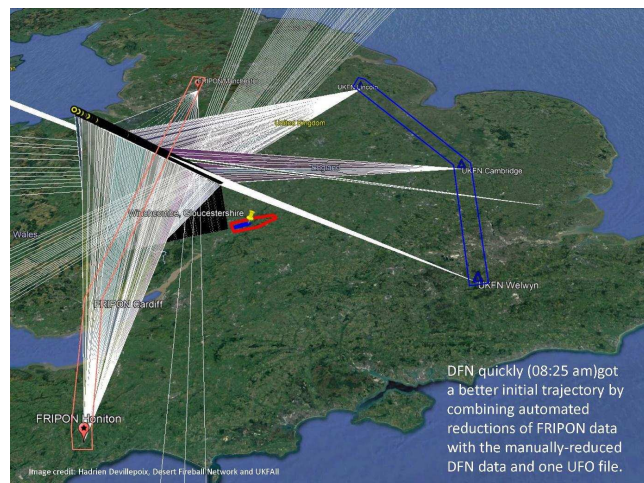 FRIPON Manchester
UKFN Lincoln
United Kingdom
England
UKFN Cambridge
Winchcombe, Gloucestershire
Wales
UKFN Welwyn
FRIPON Cardiff
FRIPON Honiton
DFN quickly (08:25 am)got
a better initial trajectory by
combining automated
reductions of FRIPON data
with the manually-reduced
DFN data and one UFO file.
Image credit: Hadrien Devillepoix, Desert Fireball Network and UKFAll